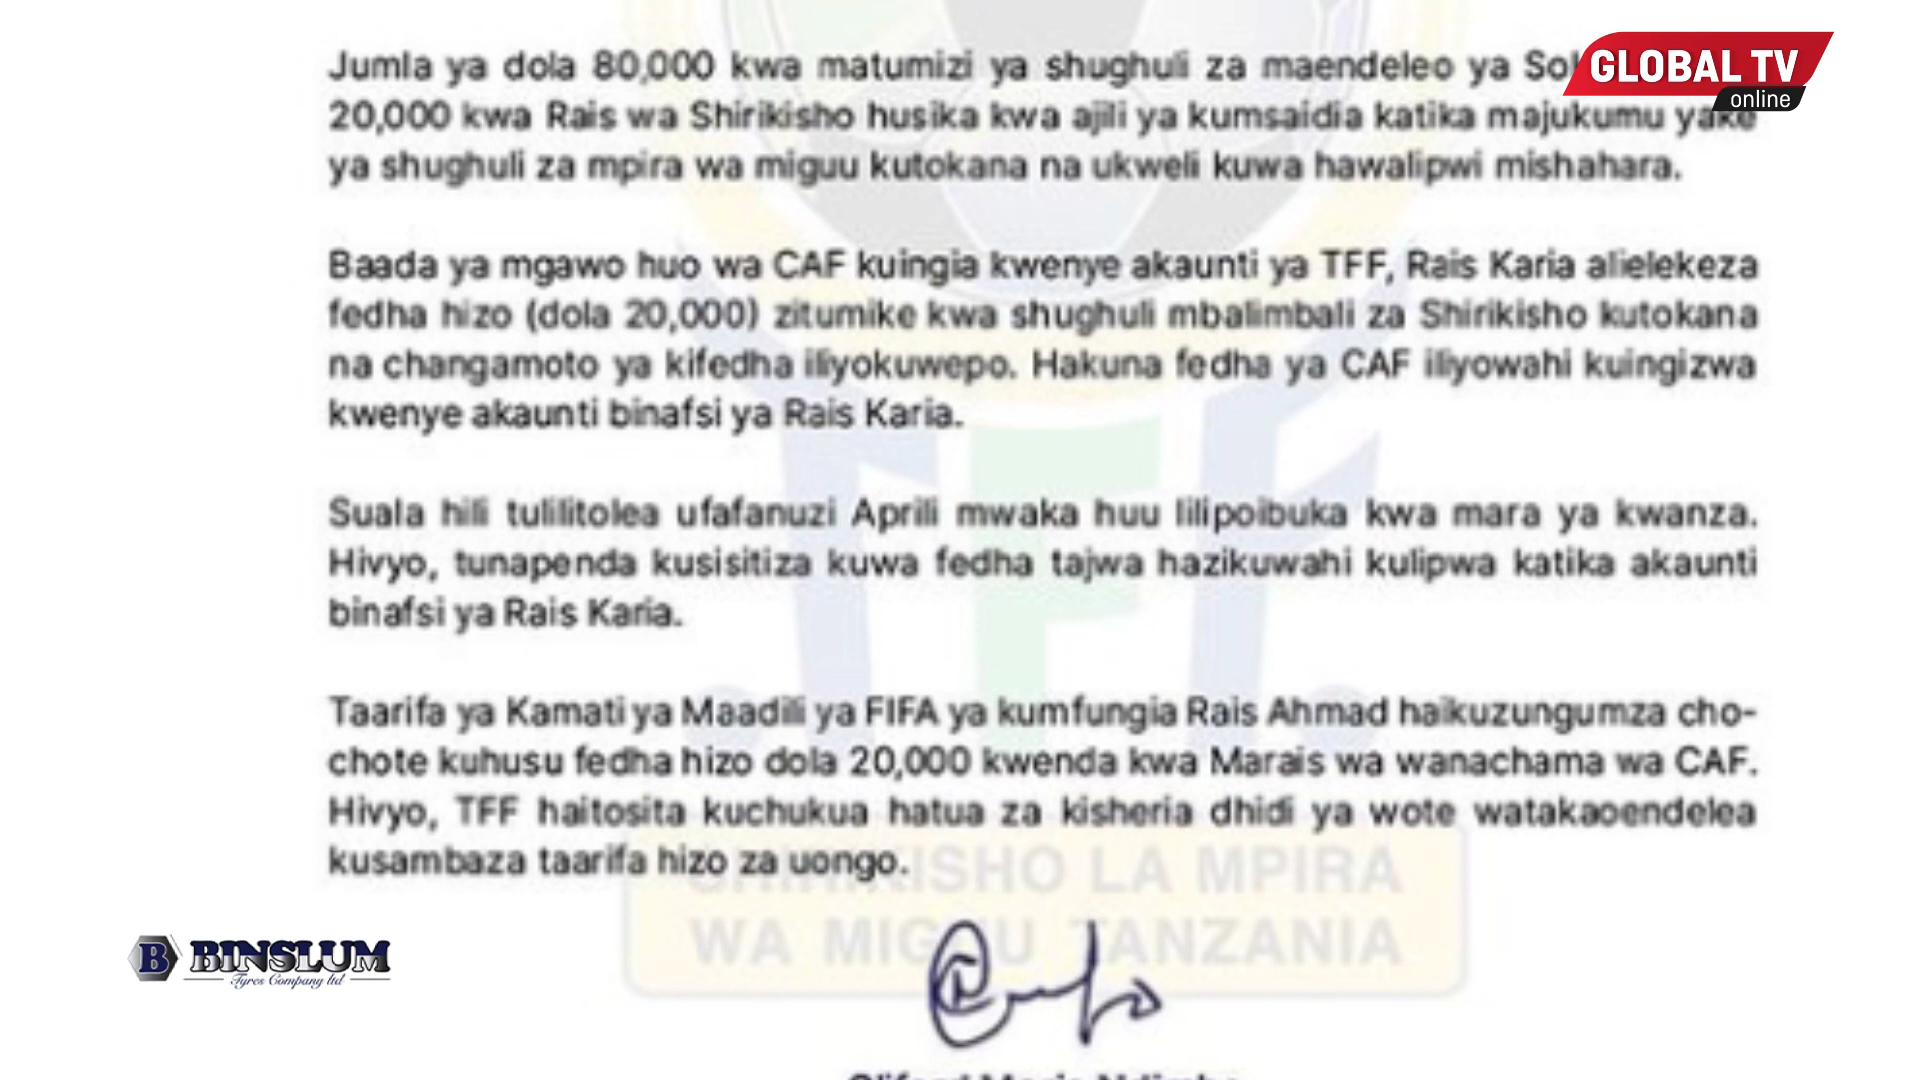 Jumla ya dola 80,000 kwa matumizi ya shughuli za maendeleo ya
GLOBAL TV
online
20,000 kwa Rais wa Shirikisho husika kwa ajili ya kumsaidia katika majukumu yake
ya shughuli za mpira wa miguu kutokana na ukweli kuwa hawalipwi mishahara.
Baada ya mgawo huo wa CAF kuingia kwenye akaunti ya TFF, Rais Karia alielekeza
fedha hizo (dola 20,000) zitumike kwa shughuli mbalimbali za Shirikisho kutokana
na changamoto ya kifedha iliyokuwepo. Hakuna fedha ya CAF iliyowahi kuingizwa
kwenye akaunti binafsi ya Rais Karia.
Suala hili tulilitolea ufafanuzi Aprili mwaka huu lilipoibuka kwa mara ya kwanza.
Hivyo, tunapenda kusisitiza kuwa fedha tajwa hazikuwahi kulipwa katika akaunti
binafsi ya Rais Karia.
Taarifa ya Kamati ya Maadili ya FIFA ya kumfungia Rais Ahmad haikuzungumza cho-
chote kuhusu fedha hizo dola 20,000 kwenda kwa Marais wa wanachama wa CAF.
Hivyo, TFF haitosita kuchukua hatua za kisheria dhidi ya wote watakaoendelea
kusambaza taarifa hizo za uongo.
SHIRIKISHO LA MPIRA
WA MIGUU TANZANIA
B BINSLUM
Tyres Company ltd